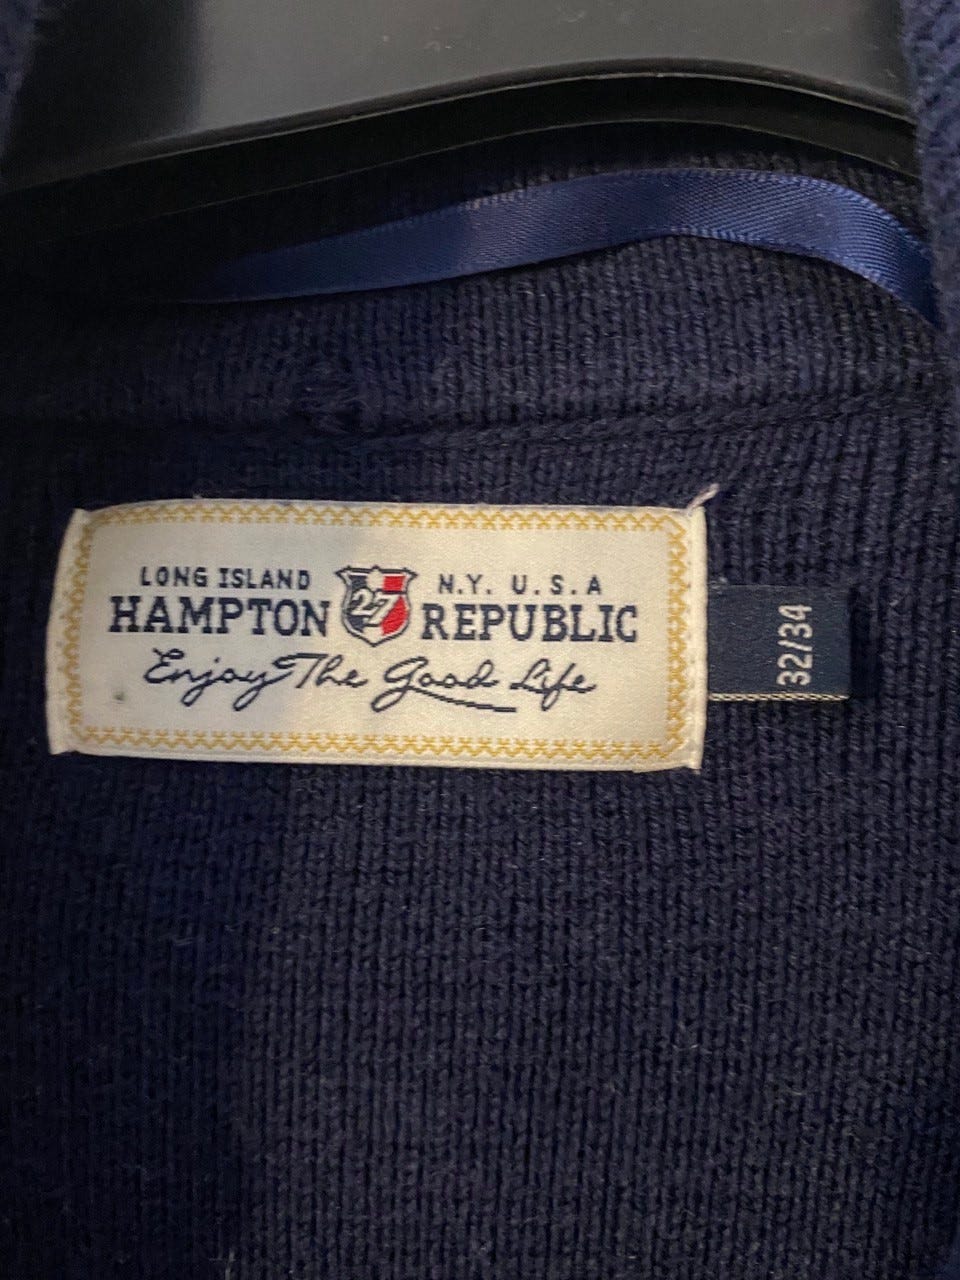 LONG ISLAND N.Y. U.S.A
HAMPTON 27 REPUBLIC
Enjoy The Good Life
32/34